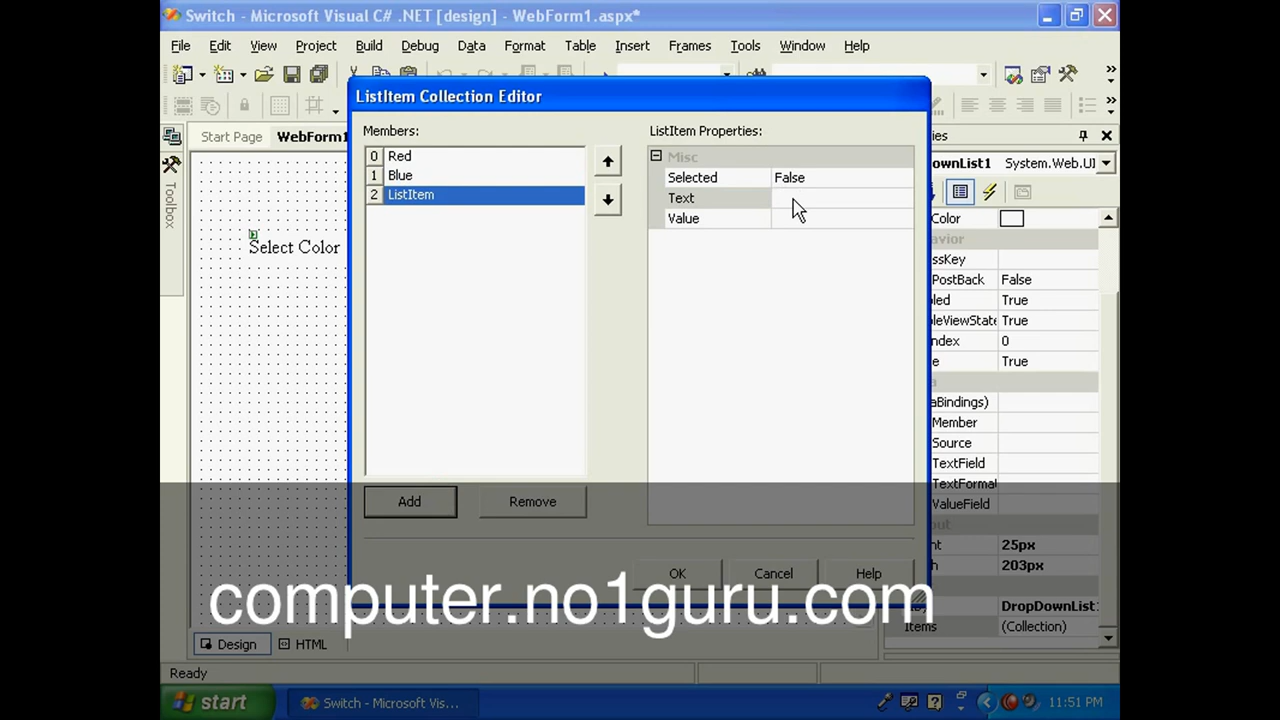 Switch - Microsoft Visual C# .NET [design] - WebForm1.aspx*
File Edit View Project Build Debug Data Format Table Insert Frames Tools Window Help
ListItem Collection Editor
Start Page WebForm1
Toolbox
Select Color
Members:
0 Red
1 Blue
2 ListItem
Add Remove
ListItem Properties:
Misc
Selected False
Text
Value
OK Cancel Help
ies
DownList1 System.Web.UI
Color
avior
ssKey
PostBack False
led True
leViewState True
ndex 0
e True
a
aBindings)
Member
Source
TextField
TextFormat
ValueField
out
ht 25px
h 203px
DropDownList1
Items (Collection)
computer.no1guru.com
Design HTML
Ready
start Switch - Microsoft Vis... 11:51 PM